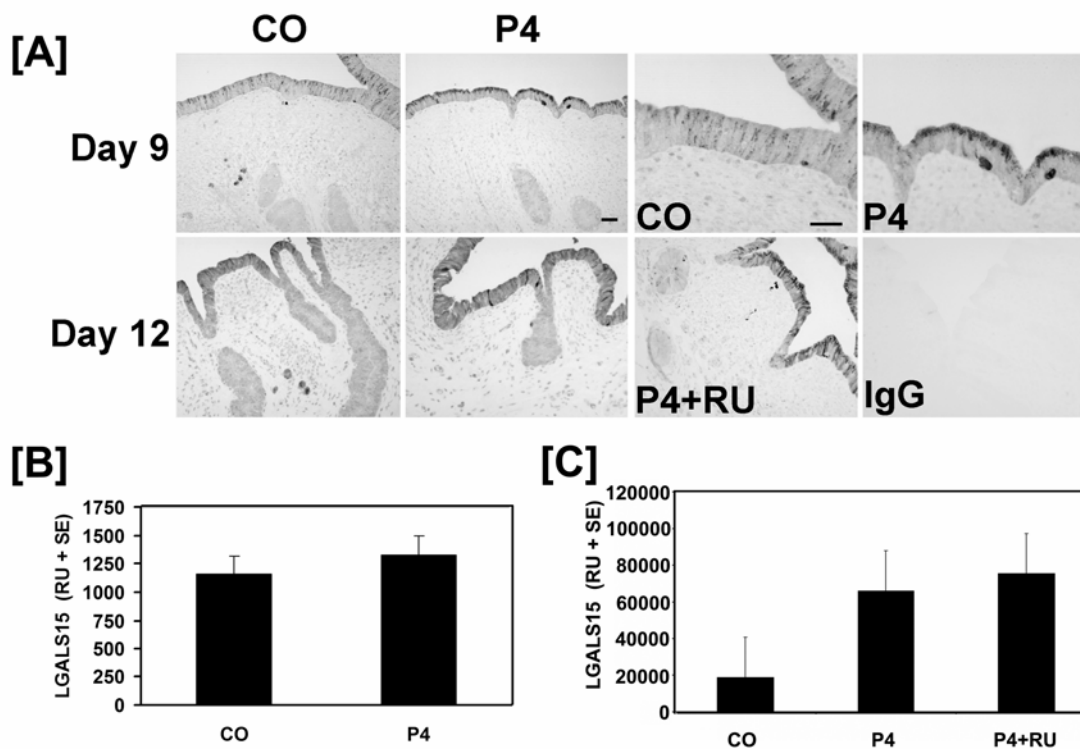 CO P4
[A]
Day 9
CO P4
Day 12
P4+RU IgG
[B]
LGALS15 (RU + SE)
1750
1500
1250
1000
750
500
250
0
CO P4
[C]
LGALS15 (RU + SE)
120000
100000
80000
60000
40000
20000
0
CO P4 P4+RU